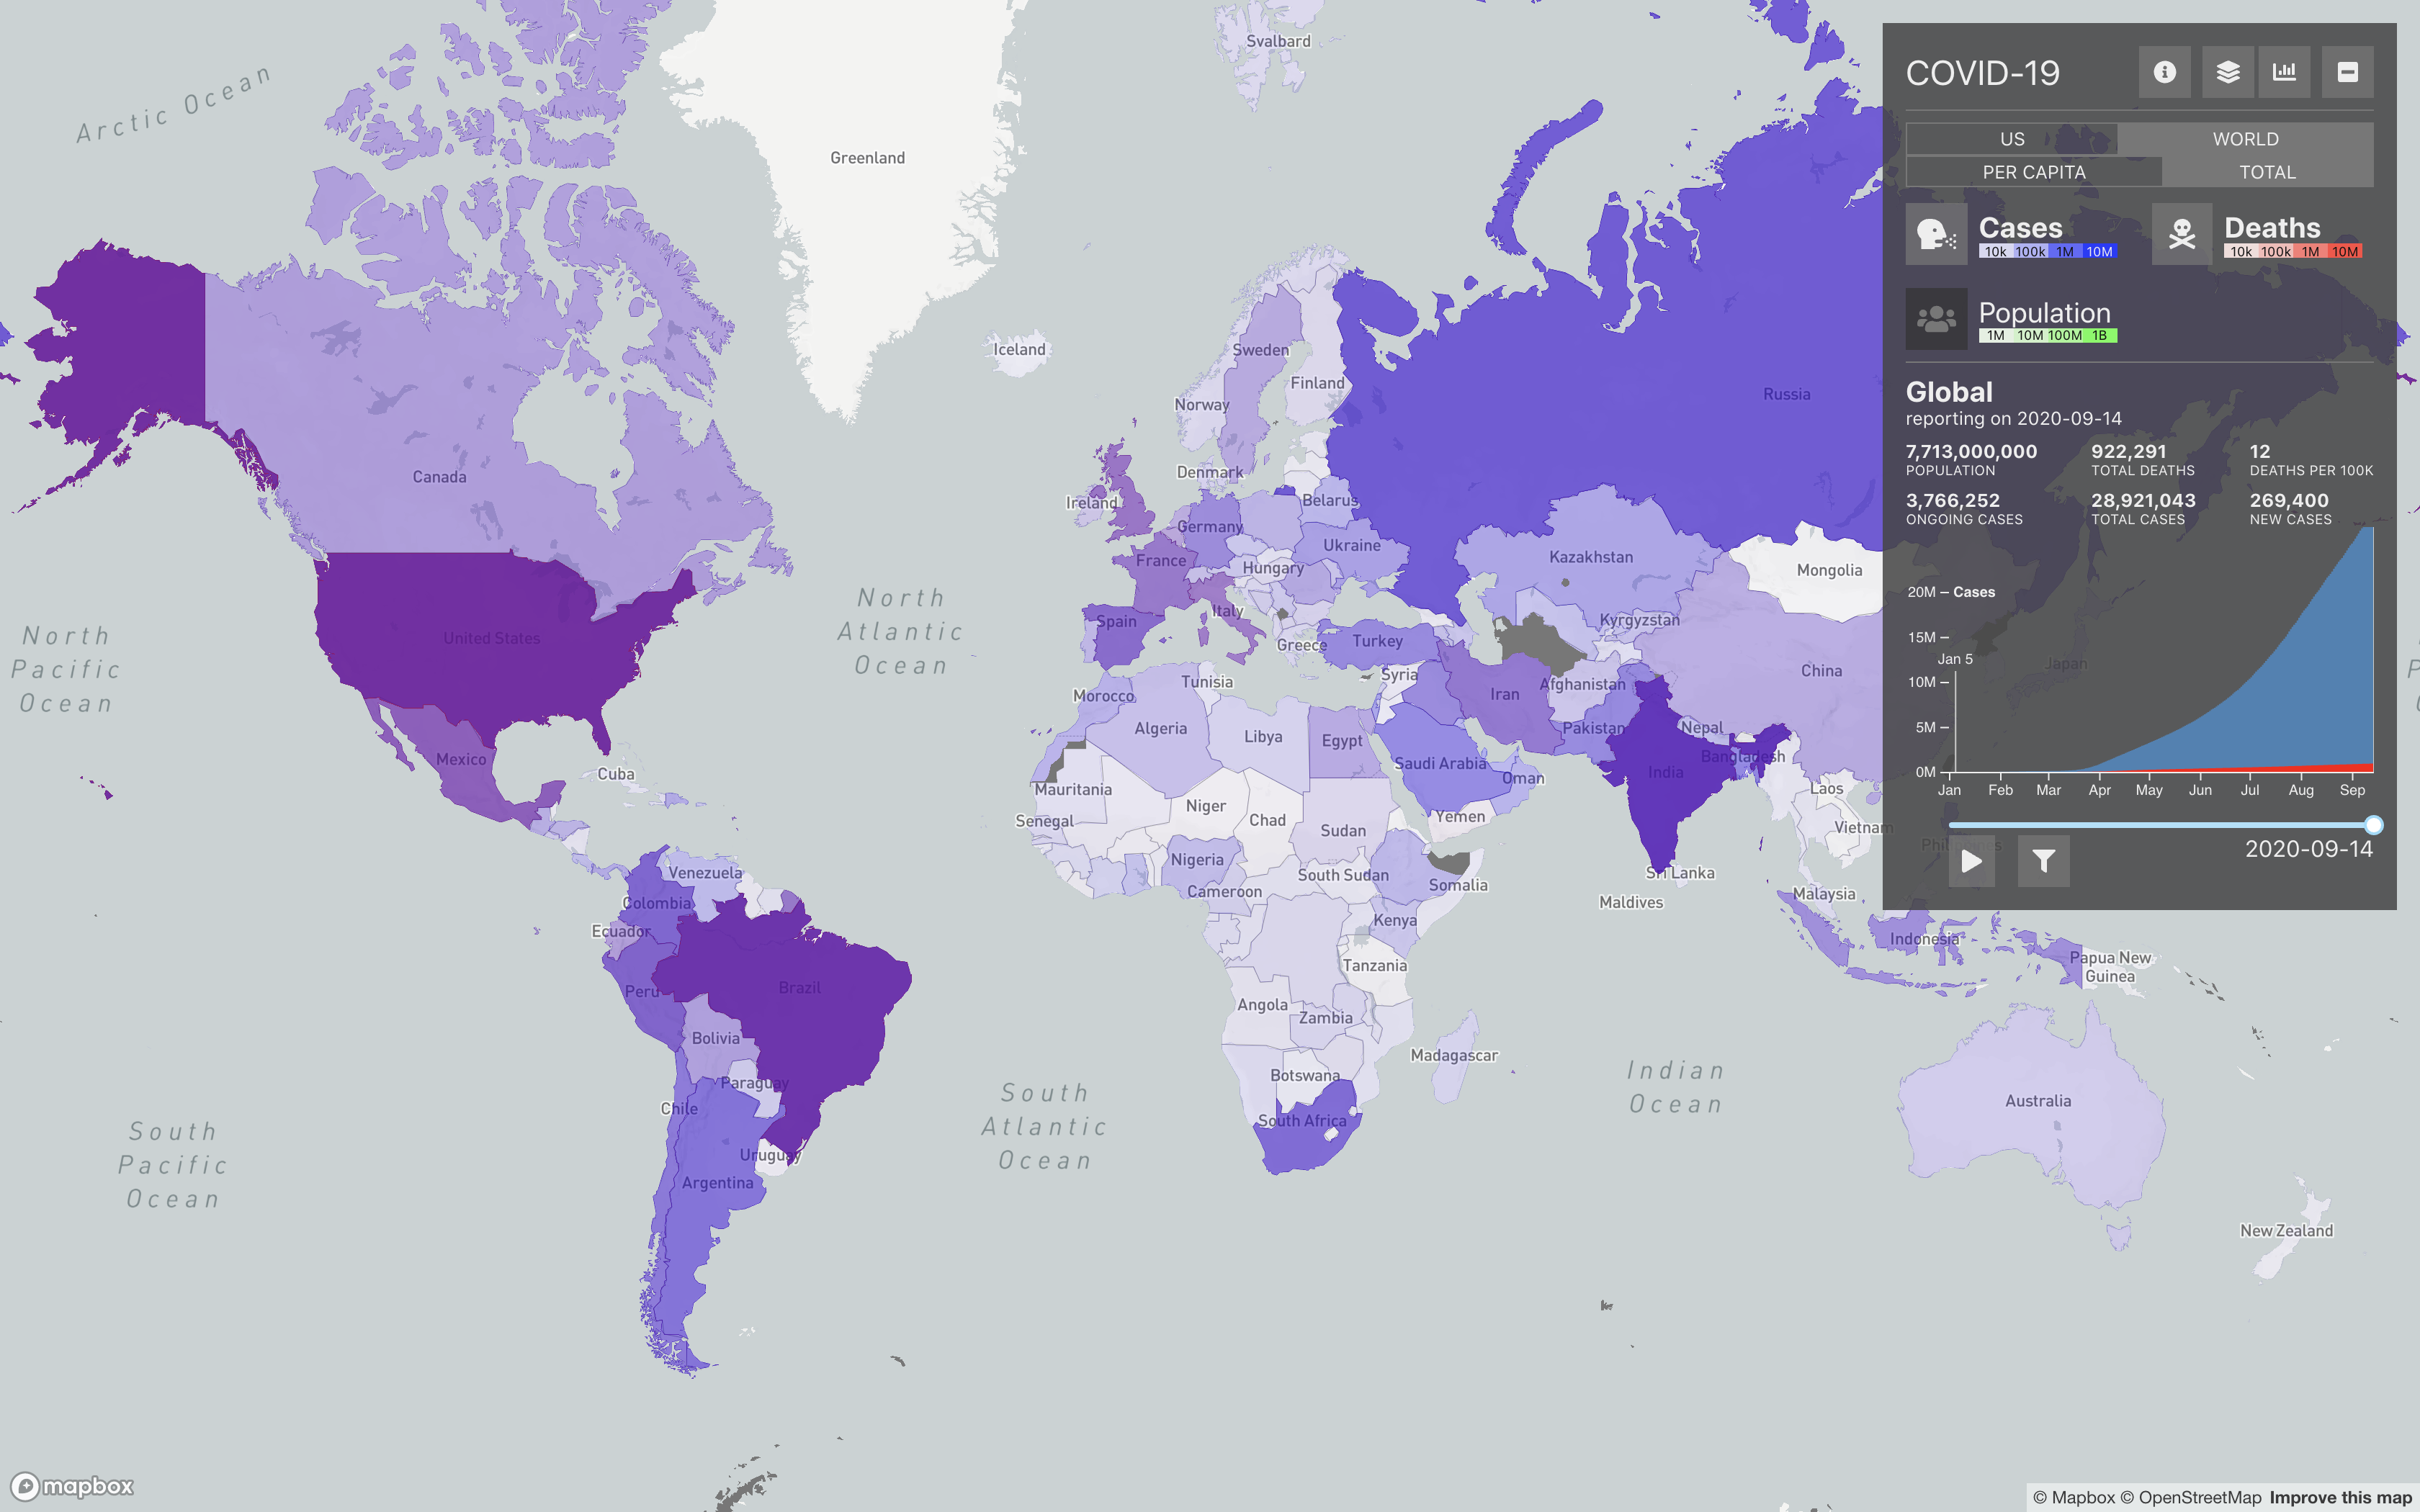 Arctic Ocean
Svalbard
Greenland
Iceland
Sweden
Finland
Norway
Russia
Canada
Denmark
Ireland
Belarus
Germany
Ukraine
France
Kazakhstan
Hungary
Mongolia
North
Atlantic
Ocean
North
Pacific
Ocean
United States
Italy
Spain
Kyrgyzstan
Greece
Turkey
China
Japan
Tunisia
Syria
Afghanistan
Iran
Morocco
Algeria
Libya
Egypt
Pakistan
Nepal
Bangladesh
Mexico
Cuba
Saudi Arabia
Oman
India
Mauritania
Niger
Chad
Laos
Senegal
Sudan
Yemen
Vietnam
Nigeria
Venezuela
South Sudan
Somalia
Sri Lanka
Cameroon
Colombia
Maldives
Malaysia
Ecuador
Kenya
Indonesia
Tanzania
Papua New
Guinea
Peru
Brazil
Angola
Zambia
Bolivia
Madagascar
Botswana
Paraguay
Chile
South Africa
Indian
Ocean
Australia
South
Atlantic
Ocean
South
Pacific
Ocean
Uruguay
Argentina
New Zealand
COVID-19
US WORLD
PER CAPITA TOTAL
Cases
10k 100k 1M 10M
Deaths
10k 100k 1M 10M
Population
1M 10M 100M 1B
Global
reporting on 2020-09-14
7,713,000,000 922,291 12
POPULATION TOTAL DEATHS DEATHS PER 100K
3,766,252 28,921,043 269,400
ONGOING CASES TOTAL CASES NEW CASES
20M Cases
15M
Jan 5
10M
5M
0M
Jan Feb Mar Apr May Jun Jul Aug Sep
2020-09-14
mapbox
© Mapbox © OpenStreetMap Improve this map